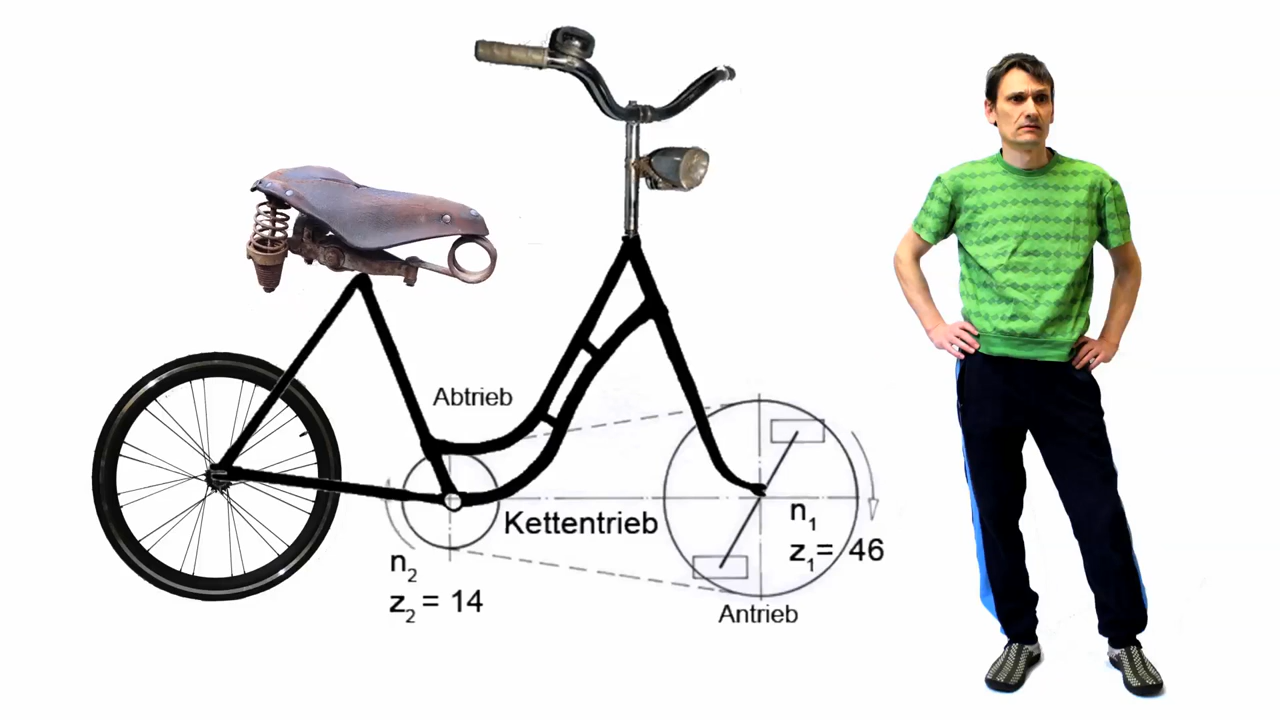 Abtrieb
Kettentrieb
n₁
z₁= 46
n₂
z₂ = 14
Antrieb